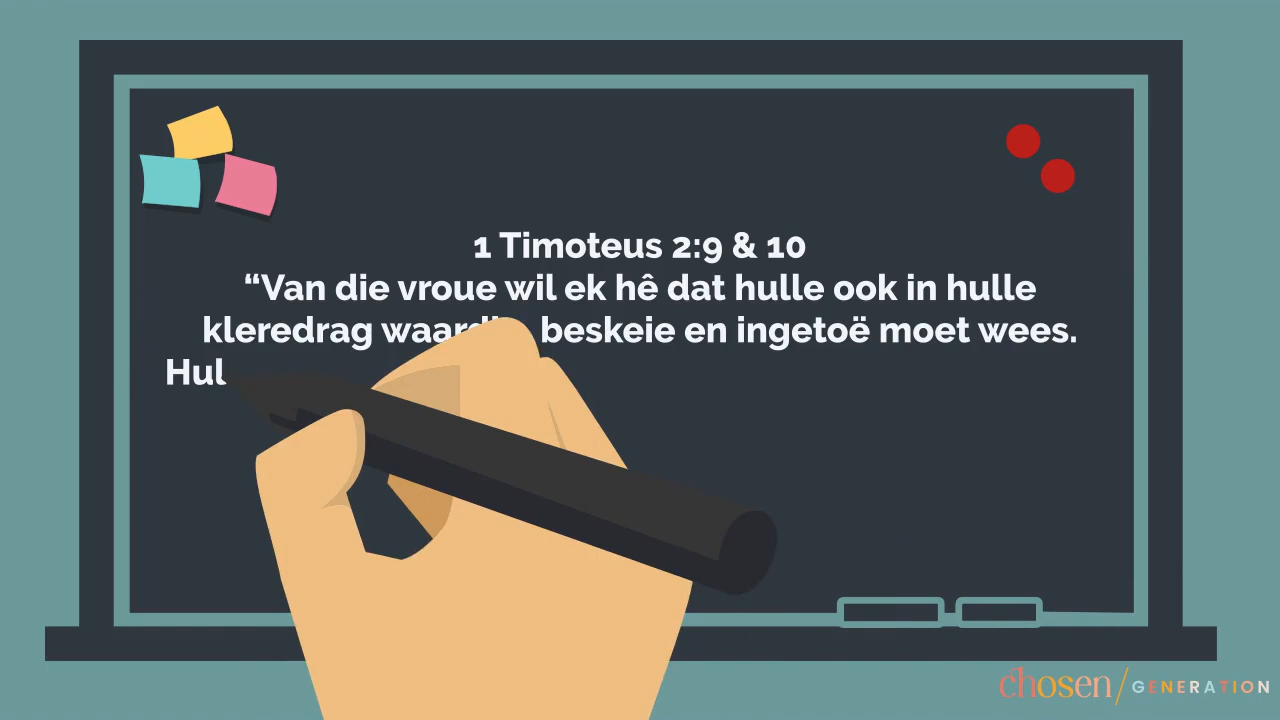 1 Timoteus 2:9 & 10
“Van die vroue wil ek hê dat hulle ook in hulle
kleredrag beskeie en ingetoë moet wees.
Hul
chosen/GENERATION